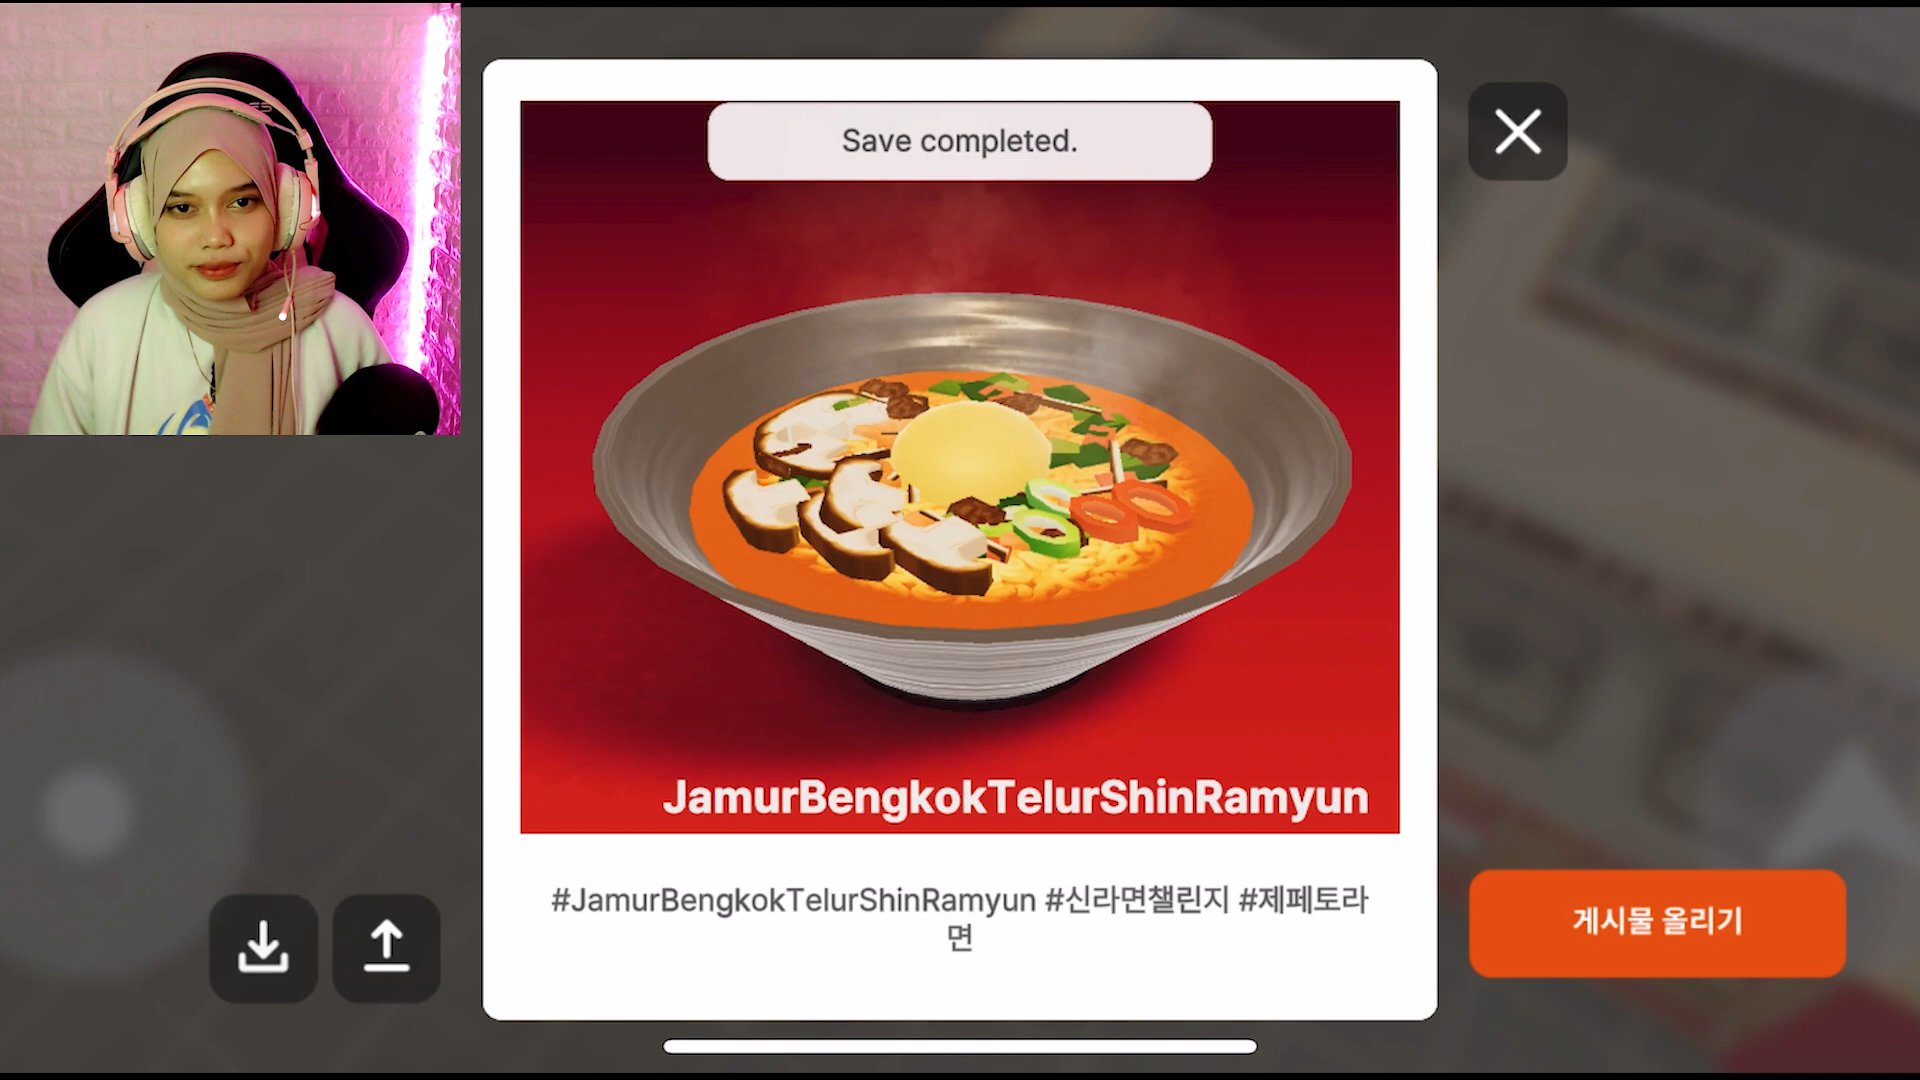 Save completed.
JamurBengkokTelurShinRamyun
#JamurBengkokTelurShinRamyun #신라면챌린지 #제페토라
면
게시물 올리기